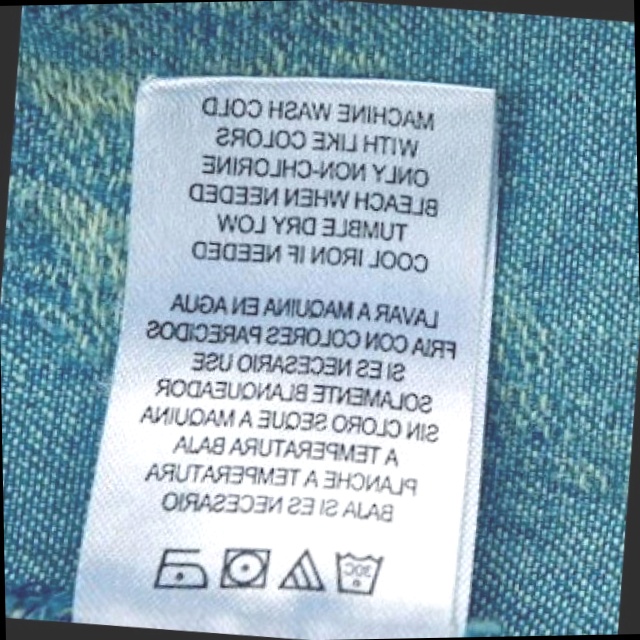 MACHINE WASH COLD
WITH LIKE COLORS
ONLY NON-CHLORINE
BLEACH WHEN NEEDED
TUMBLE DRY LOW
COOL IRON IF NEEDED
LAVAR A MAQUINA EN AGUA
FRIA CON COLORES PARECIDOS
SI ES NECESARIO USE
SOLAMENTE BLANQUEADOR
SIN CLORO SEQUE A MAQUINA
A TEMPERATURA BAJA
PLANCHE A TEMPERATURA
BAJA SI ES NECESARIO
30C